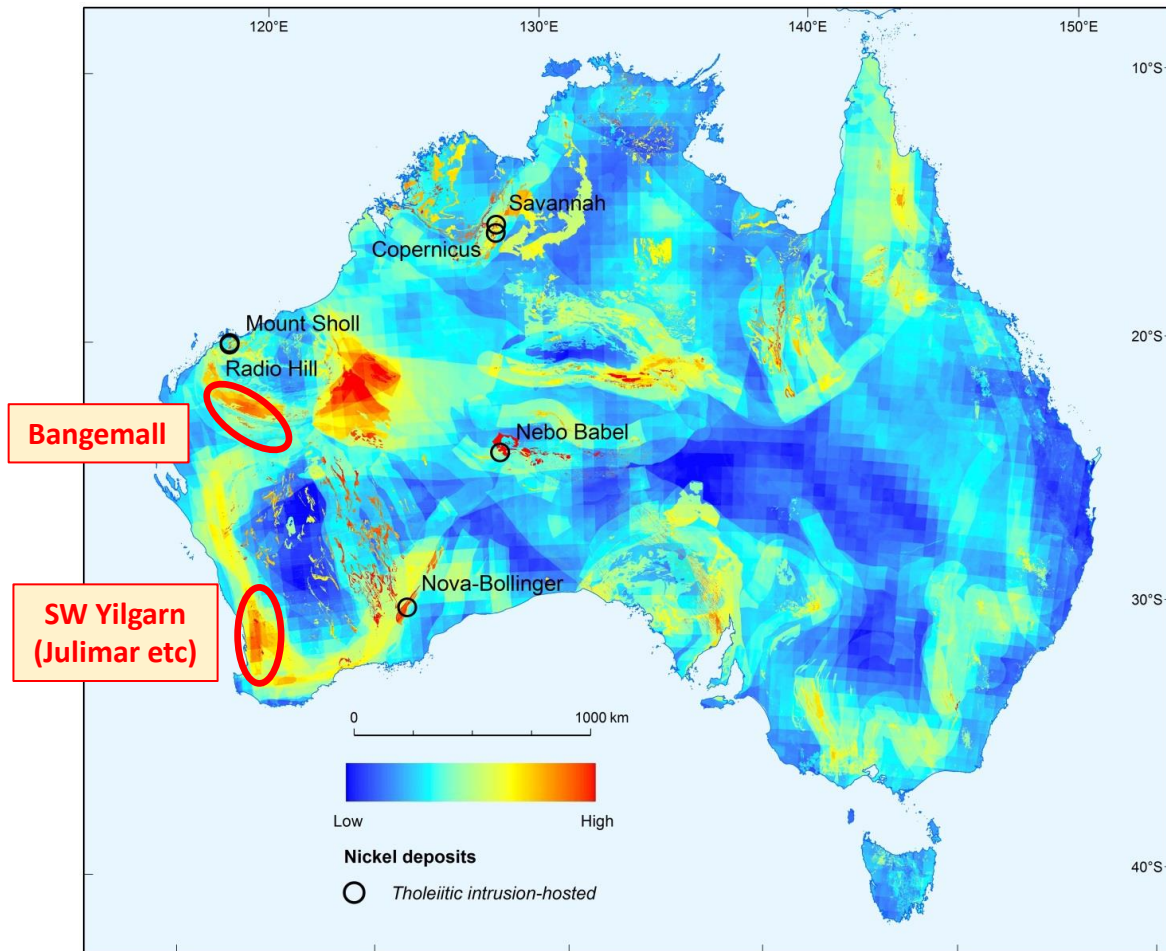 120°E
130°E
140°E
150°E
10°S
Savannah
Copernicus
Mount Sholl
20°S
Radio Hill
Bangemall
Nebo Babel
Nova-Bollinger
30°S
SW Yilgarn
(Julimar etc)
0
1000 km
Low
High
Nickel deposits
40°S
Tholeiitic intrusion-hosted